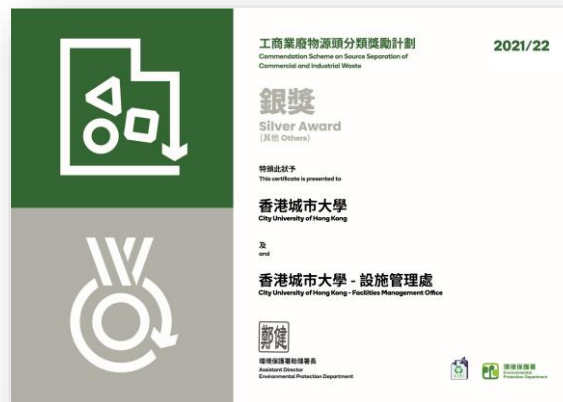 工商業廢物源頭分類獎勵計劃
Commendation Scheme on Source Separation of
Commercial and Industrial Waste
2021/22
銀獎
Silver Award
(其他 Others)
特頒此狀予
This certificate is presented to
香港城市大學
City University of Hong Kong
及
and
香港城市大學 - 設施管理處
City University of Hong Kong - Facilities Management Office
鄭健
環境保護署助理署長
Assistant Director
Environmental Protection Department
環境保護署
Environmental
Protection Department